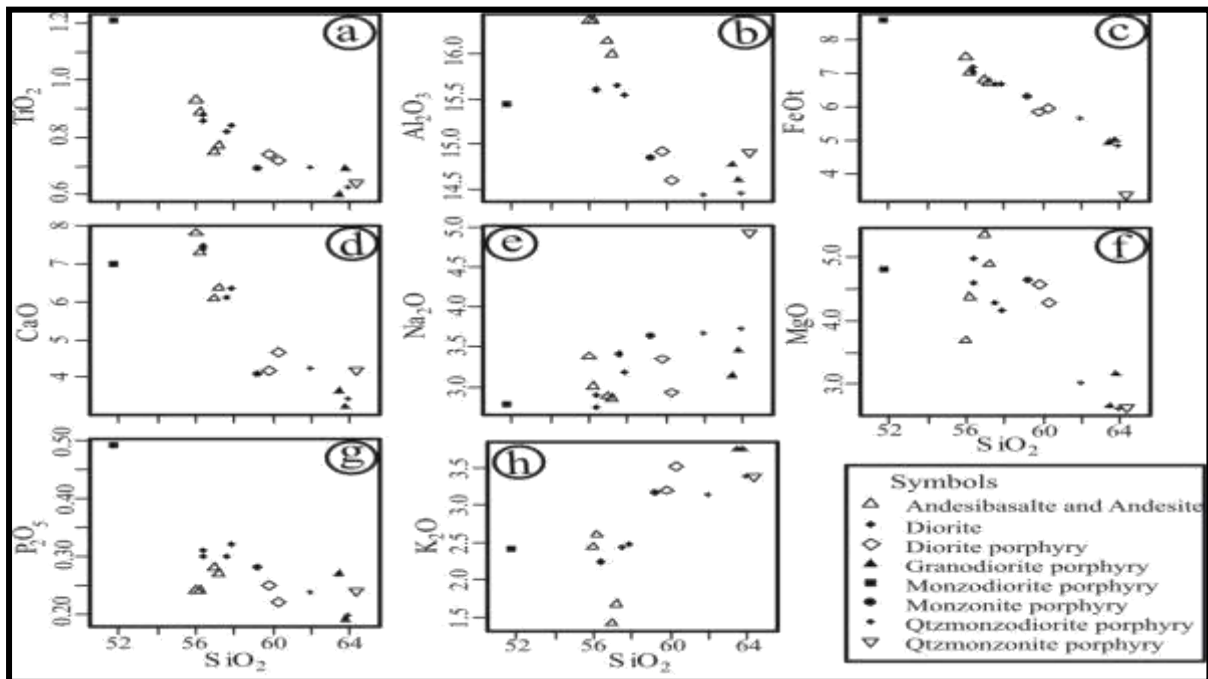 a
TiO2
1.2
1.0
0.8
0.6
b
Al2O3
16.0
15.5
15.0
14.5
c
FeOt
8
7
6
5
4
d
CaO
8
7
6
4
e
Na2O
5.0
4.0
3.5
3.0
f
MgO
5.0
4.0
3.0
52 56 60 64
SiO2
g
P2O5
0.50
0.40
0.30
0.20
52 56 60 64
SiO2
h
K2O
3.5
3.0
2.5
2.0
1.5
52 56 60 64
SiO2
Symbols
Andesibasalte and Andesite
Diorite
Diorite porphyry
Granodiorite porphyry
Monzodiorite porphyry
Monzonite porphyry
Qtzmonzodiorite porphyry
Qtzmonzonite porphyry